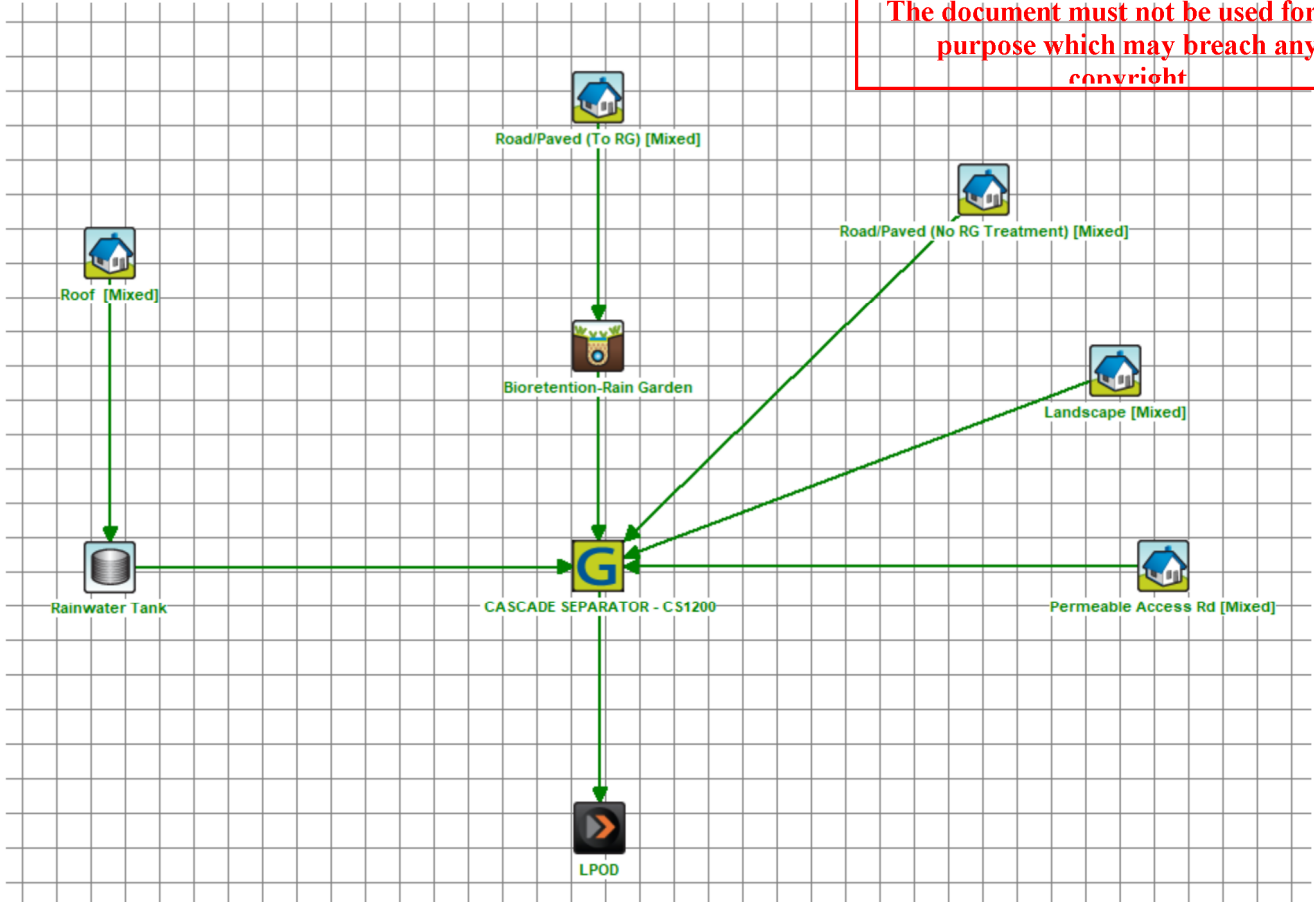 The document must not be used for
purpose which may breach any
copyright
Road/Paved (To RG) [Mixed]
Road/Paved (No RG Treatment) [Mixed]
Roof [Mixed]
Bioretention-Rain Garden
Landscape [Mixed]
Rainwater Tank
G
CASCADE SEPARATOR - CS1200
Permeable Access Rd [Mixed]
LPOD